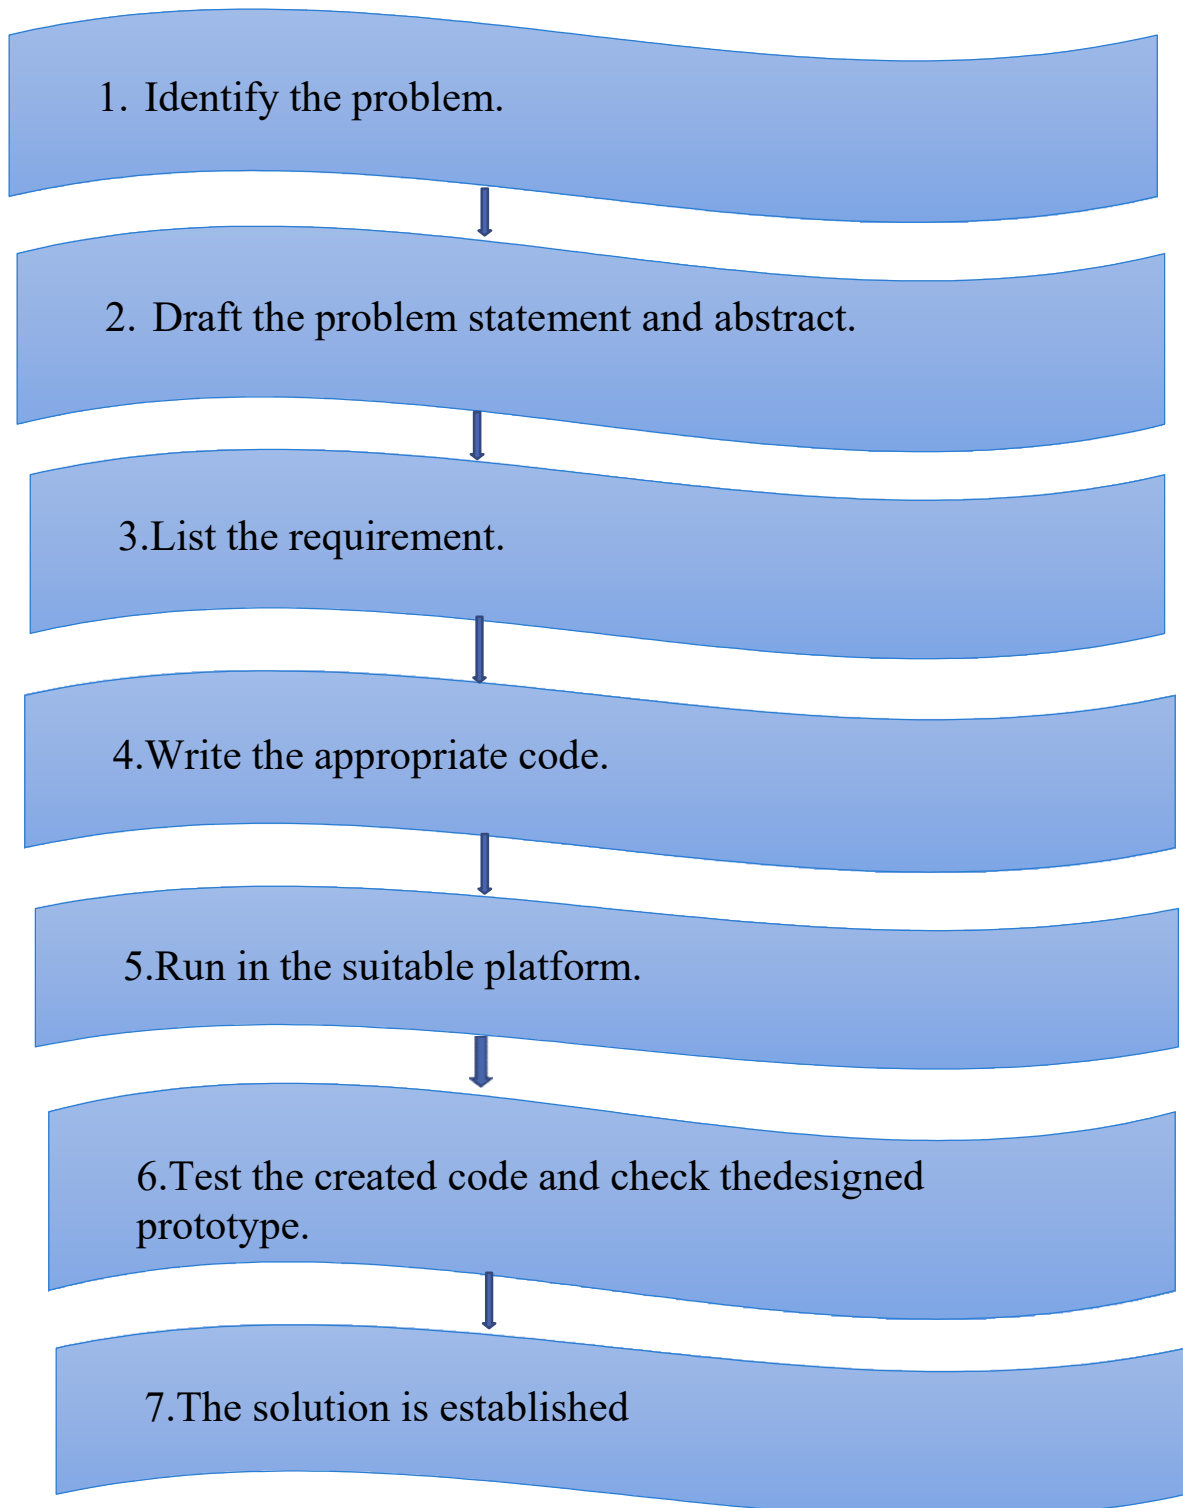 1. Identify the problem.
2. Draft the problem statement and abstract.
3.List the requirement.
4.Write the appropriate code.
5.Run in the suitable platform.
6.Test the created code and check thedesigned
prototype.
7.The solution is established